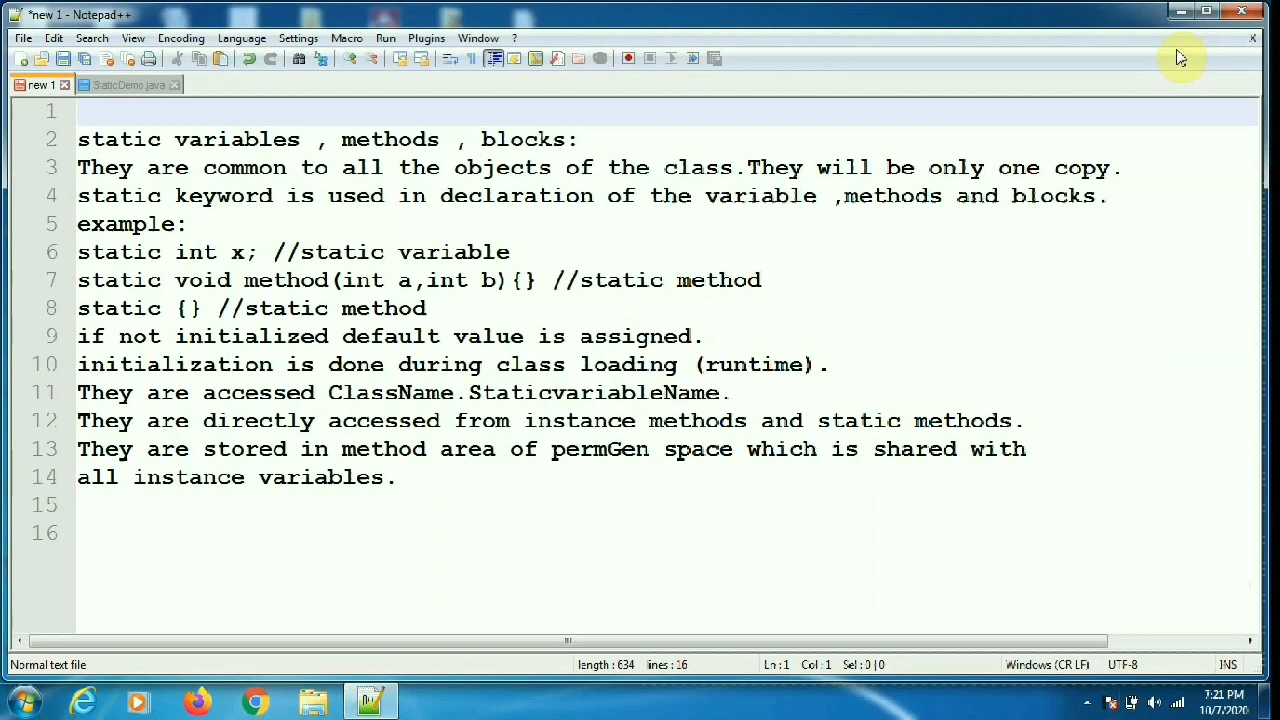 *new 1 - Notepad++
File Edit Search View Encoding Language Settings Macro Run Plugins Window ? X
new 1 StaticDemo.java
1
2 static variables , methods , blocks:
3 They are common to all the objects of the class.They will be only one copy.
4 static keyword is used in declaration of the variable ,methods and blocks.
5 example:
6 static int x; //static variable
7 static void method(int a,int b){} //static method
8 static {} //static method
9 if not initialized default value is assigned.
10 initialization is done during class loading (runtime).
11 They are accessed ClassName.StaticvariableName.
12 They are directly accessed from instance methods and static methods.
13 They are stored in method area of permGen space which is shared with
14 all instance variables.
15
16
Normal text file length : 634 lines : 16 Ln : 1 Col : 1 Sel : 0 | 0 Windows (CR LF) UTF-8 INS
7:21 PM
10/7/2020